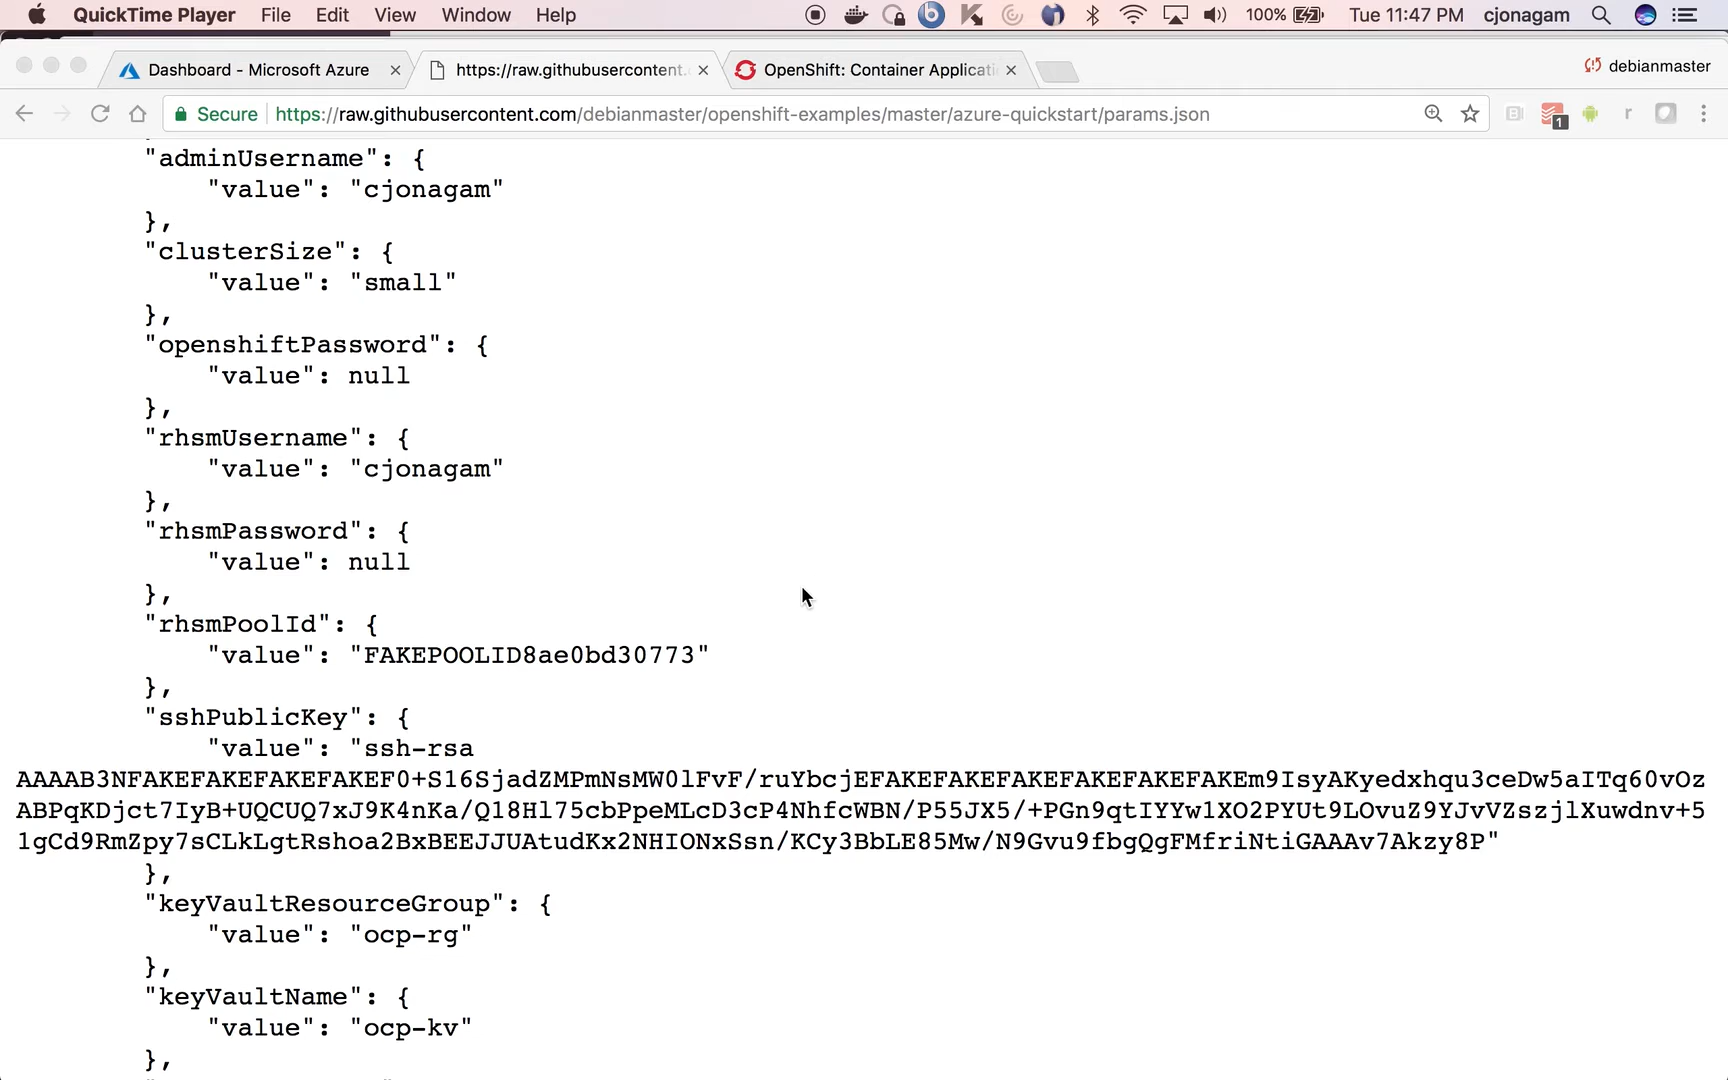 QuickTime Player File Edit View Window Help 100% Tue 11:47 PM cjonagam
Dashboard - Microsoft Azure https://raw.githubusercontent. OpenShift: Container Applicati debianmaster
Secure https://raw.githubusercontent.com/debianmaster/openshift-examples/master/azure-quickstart/params.json 1 r
"adminUsername": {
"value": "cjonagam"
},
"clusterSize": {
"value": "small"
},
"openshiftPassword": {
"value": null
},
"rhsmUsername": {
"value": "cjonagam"
},
"rhsmPassword": {
"value": null
},
"rhsmPoolId": {
"value": "FAKEPOOLID8ae0bd30773"
},
"sshPublicKey": {
"value": "ssh-rsa
AAAAB3NFAKEFAKEFAKEFAKEF0+S16SjadZMPmNsMW0lFvF/ruYbcjEFAKEFAKEFAKEFAKEFAKEFAKEm9IsyAKyedxhqu3ceDw5aITq60vOz
ABPqKDjct7IyB+UQCUQ7xJ9K4nKa/Q18Hl75cbPpeMLcD3cP4NhfcWBN/P55JX5/+PGn9qtIYYw1XO2PYUt9LOvuZ9YJvVZszjlXuwdnv+5
1gCd9RmZpy7sCLkLgtRshoa2BxBEEJJUAtudKx2NHIONxSsn/KCy3BbLE85Mw/N9Gvu9fbgQgFMfriNtiGAAAv7Akzy8P"
},
"keyVaultResourceGroup": {
"value": "ocp-rg"
},
"keyVaultName": {
"value": "ocp-kv"
},